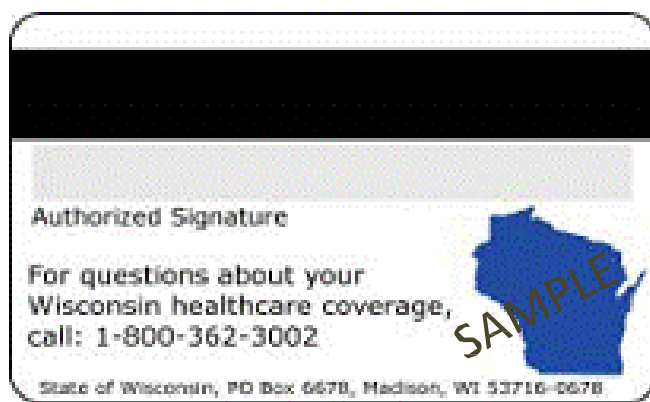 Authorized Signature
For questions about your
Wisconsin healthcare coverage,
call: 1-800-362-3002
SAMPLE
State of Wisconsin, PO Box 6678, Madison, WI 53716-0678